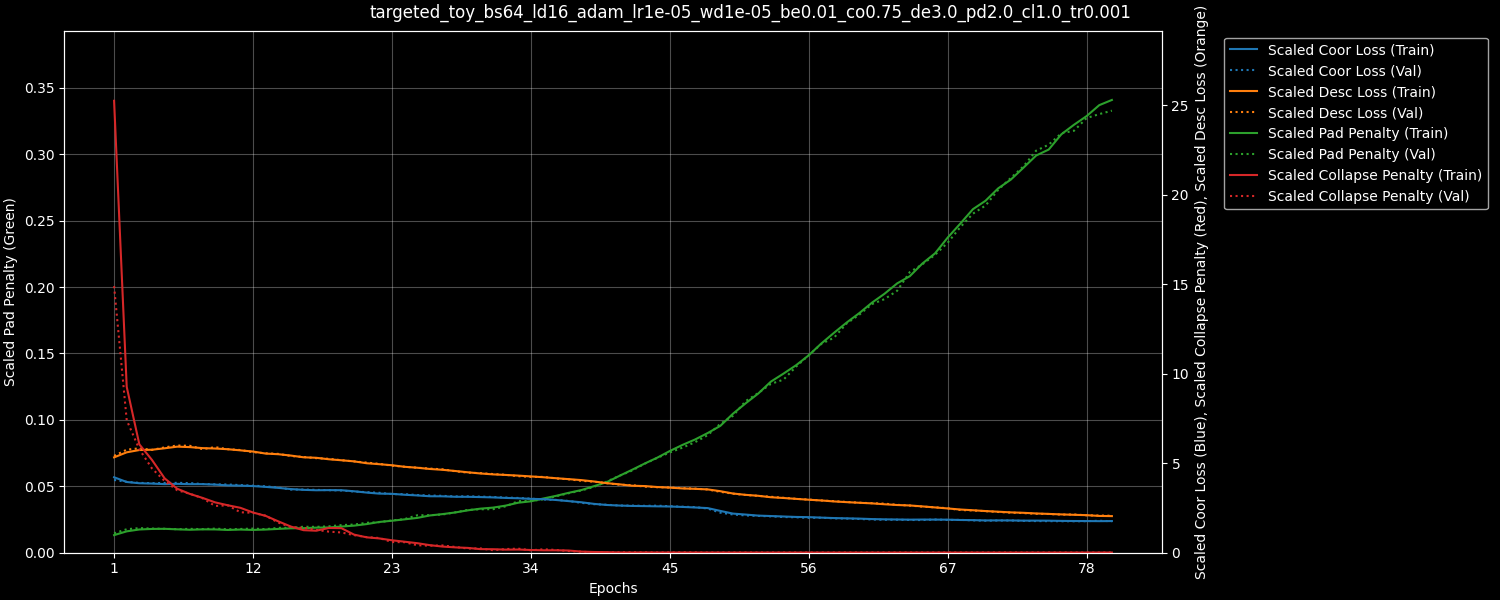 targeted_toy_bs64_ld16_adam_lr1e-05_wd1e-05_be0.01_co0.75_de3.0_pd2.0_cl1.0_tr0.001
Scaled Pad Penalty (Green)
0.35
0.30
0.25
0.20
0.15
0.10
0.05
0.00
1
12
23
34
45
56
67
78
Epochs
25
20
15
10
5
0
Scaled Coor Loss (Blue), Scaled Collapse Penalty (Red), Scaled Desc Loss (Orange)
Scaled Coor Loss (Train)
Scaled Coor Loss (Val)
Scaled Desc Loss (Train)
Scaled Desc Loss (Val)
Scaled Pad Penalty (Train)
Scaled Pad Penalty (Val)
Scaled Collapse Penalty (Train)
Scaled Collapse Penalty (Val)